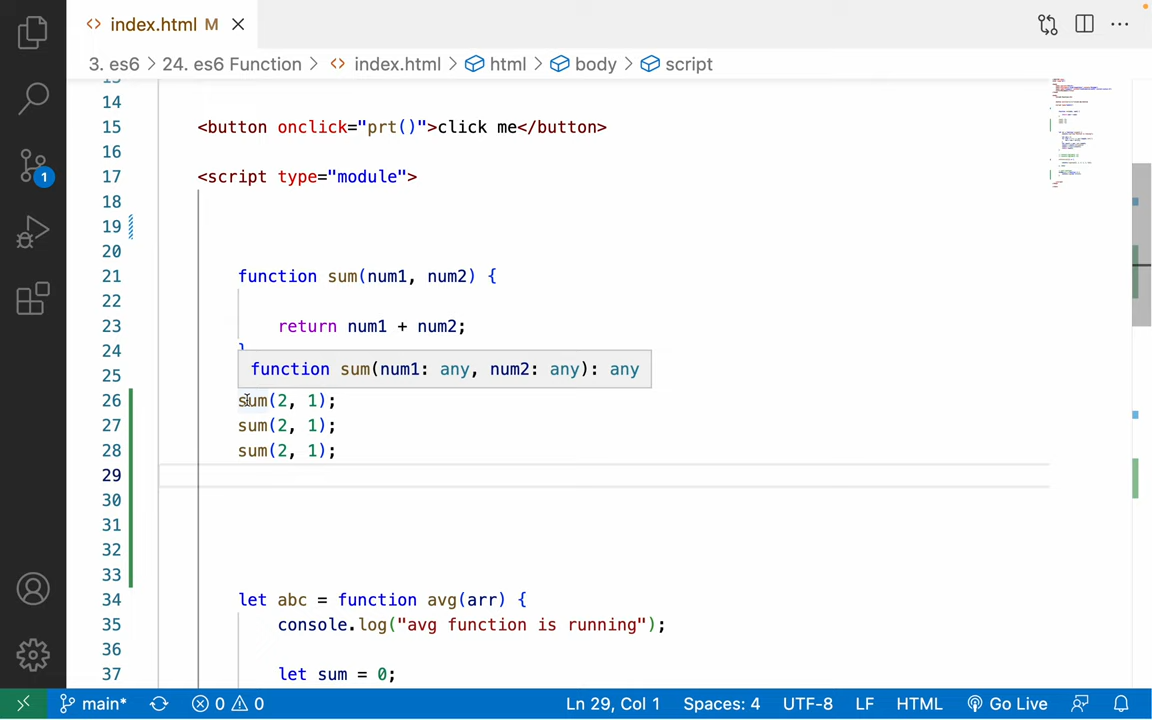 index.html M
3. es6 > 24. es6 Function > index.html > html > body > script
14
15 <button onclick="prt()">click me</button>
16
17 <script type="module">
18
19
20
21 function sum(num1, num2) {
22
23 return num1 + num2;
24 }
25
function sum(num1: any, num2: any): any
26 sum(2, 1);
27 sum(2, 1);
28 sum(2, 1);
29
30
31
32
33
34 let abc = function avg(arr) {
35 console.log("avg function is running");
36
37 let sum = 0;
1
main* 0 0 Ln 29, Col 1 Spaces: 4 UTF-8 LF HTML Go Live